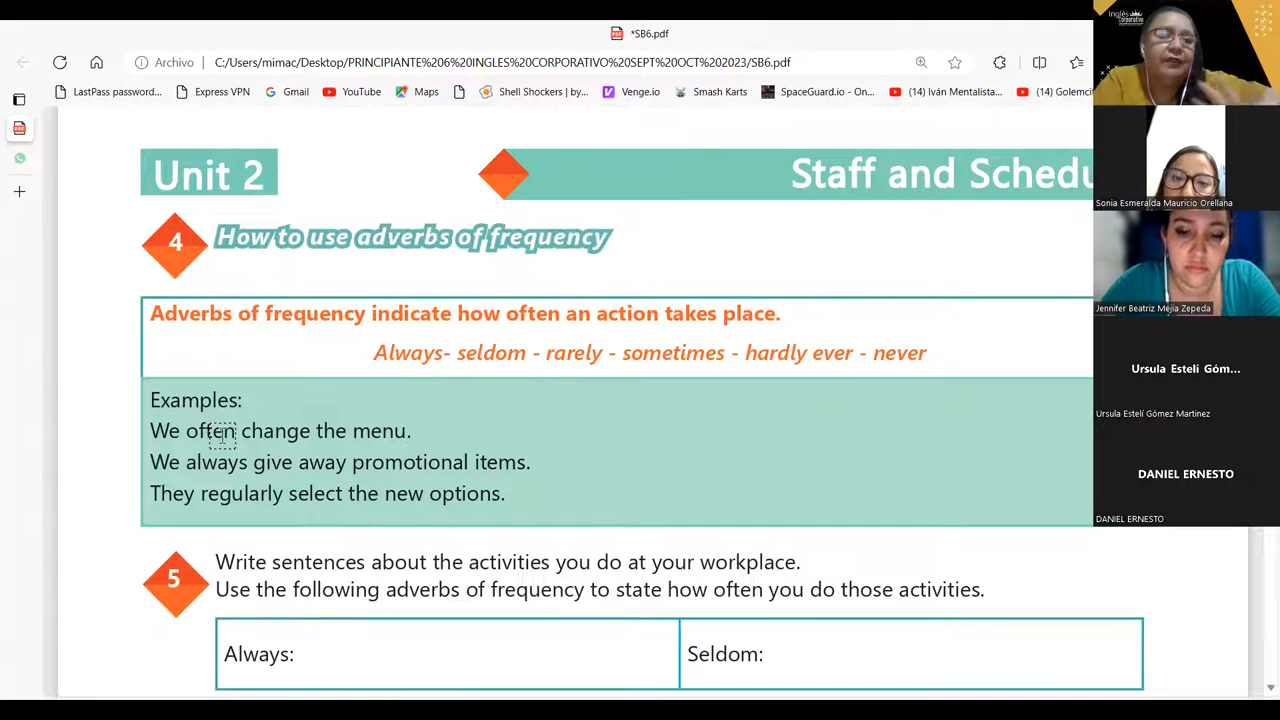 *SB6.pdf
Archivo C:/Users/mimac/Desktop/PRINCIPIANTE%206%20INGLES%20CORPORATIVO%20SEPT%20OCT%202023/SB6.pdf
LastPass password... Express VPN Gmail YouTube Maps Shell Shockers | by... Venge.io Smash Karts SpaceGuard.io - On... (14) Iván Mentalista... (14) Golemcit
Unit 2
Staff and Schedu
4 How to use adverbs of frequency
Adverbs of frequency indicate how often an action takes place.
Always- seldom - rarely - sometimes - hardly ever - never
Examples:
We often change the menu.
We always give away promotional items.
They regularly select the new options.
5 Write sentences about the activities you do at your workplace.
Use the following adverbs of frequency to state how often you do those activities.
Always: Seldom:
Inglés
Corporativo
Sonia Esmeralda Mauricio Orellana
Jennifer Beatriz Mejia Zepeda
Ursula Estelí Góm...
Ursula Estelí Gómez Martínez
DANIEL ERNESTO
DANIEL ERNESTO